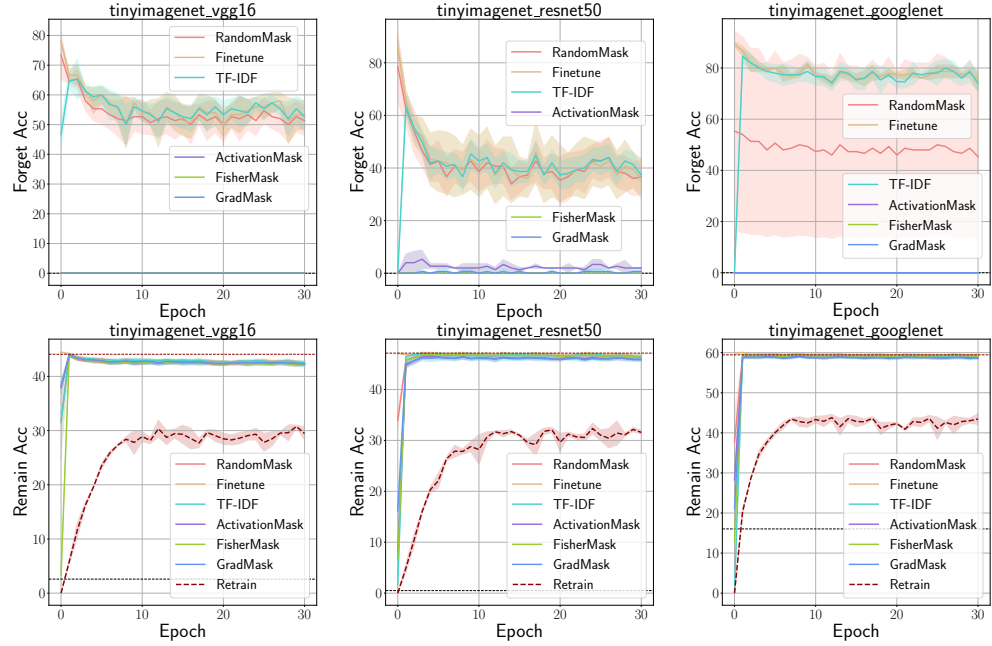 tinyimagenet_vgg16
80
70
60
50
40
30
20
10
0
Forget Acc
RandomMask
Finetune
TF-IDF
ActivationMask
FisherMask
GradMask
0 10 20 30
Epoch
tinyimagenet_resnet50
80
60
40
20
0
Forget Acc
RandomMask
Finetune
TF-IDF
ActivationMask
FisherMask
GradMask
0 10 20 30
Epoch
tinyimagenet_googlenet
80
60
40
20
0
Forget Acc
RandomMask
Finetune
TF-IDF
ActivationMask
FisherMask
GradMask
0 10 20 30
Epoch
tinyimagenet_vgg16
40
30
20
10
0
Remain Acc
RandomMask
Finetune
TF-IDF
ActivationMask
FisherMask
GradMask
Retrain
0 10 20 30
Epoch
tinyimagenet_resnet50
40
30
20
10
0
Remain Acc
RandomMask
Finetune
TF-IDF
ActivationMask
FisherMask
GradMask
Retrain
0 10 20 30
Epoch
tinyimagenet_googlenet
60
50
40
30
20
10
0
Remain Acc
RandomMask
Finetune
TF-IDF
ActivationMask
FisherMask
GradMask
Retrain
0 10 20 30
Epoch